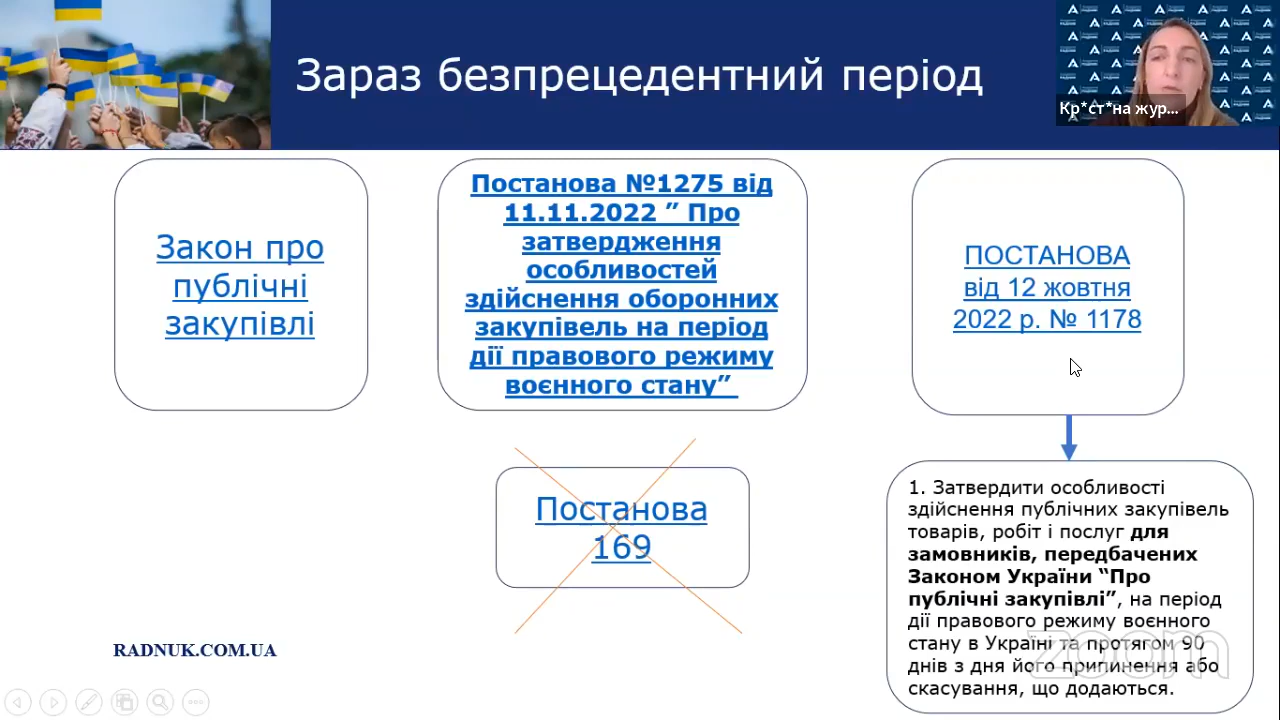 Зараз безпрецедентний період
Кр*ст*на жур...
Закон про
публічні
закупівлі
Постанова №1275 від
11.11.2022 ” Про
затвердження
особливостей
здійснення оборонних
закупівель на період
дії правового режиму
воєнного стану”
ПОСТАНОВА
від 12 жовтня
2022 р. № 1178
Постанова
169
1. Затвердити особливості
здійснення публічних закупівель
товарів, робіт і послуг для
замовників, передбачених
Законом України “Про
публічні закупівлі”, на період
дії правового режиму воєнного
стану в Україні та протягом 90
днів з дня його припинення або
скасування, що додаються.
zoom
RADNUK.COM.UA